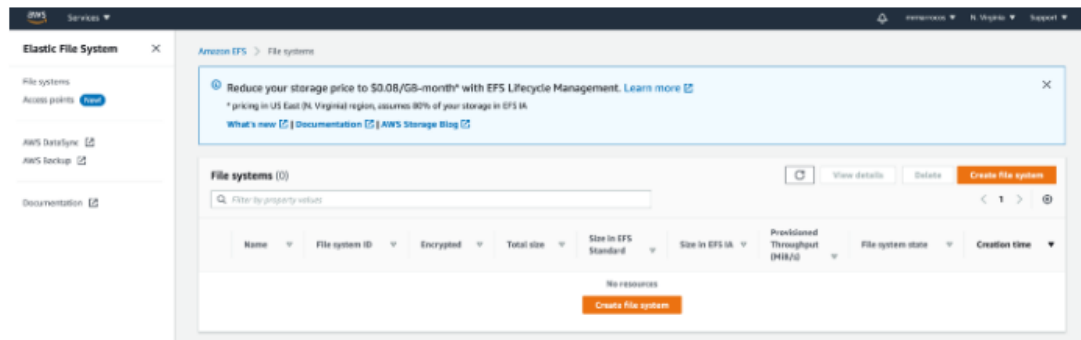 aws Services
N. Virginia Support
Elastic File System
File systems
Access points New
AWS DataSync
AWS Backup
Documentation
Amazon EFS > File systems
Reduce your storage price to $0.08/GB-month* with EFS Lifecycle Management. Learn more
* pricing in US East (N. Virginia) region, assumes 80% of your storage in EFS IA
What's new | Documentation | AWS Storage Blog
File systems (0)
View details Delete Create file system
Filter by property values
< 1 >
Name File system ID Encrypted Total size Size in EFS Standard Size in EFS IA Provisioned Throughput (MiB/s) File system state Creation time
No resources
Create file system